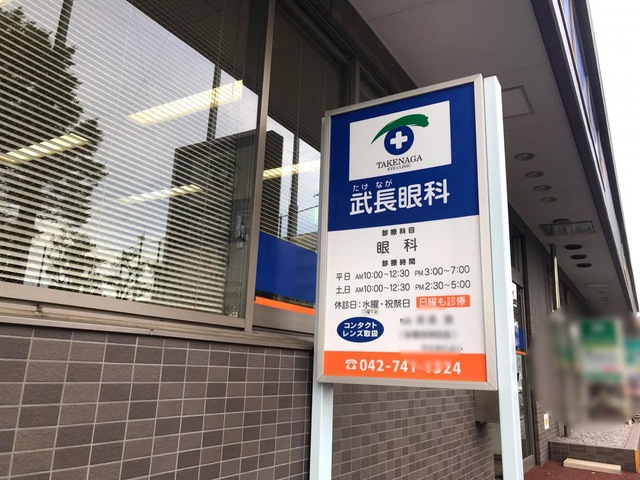 TAKENAGA
EYE CLINIC
たけ なが
武長眼科
診療科目
眼 科
診療時間
平日 AM10:00〜12:30 PM3:00〜7:00
土,日 AM10:00〜12:30 PM2:30〜5:00
休診日:水曜・祝祭日 日曜も診療
コンタクト
レンズ取扱
☎042-741-1324